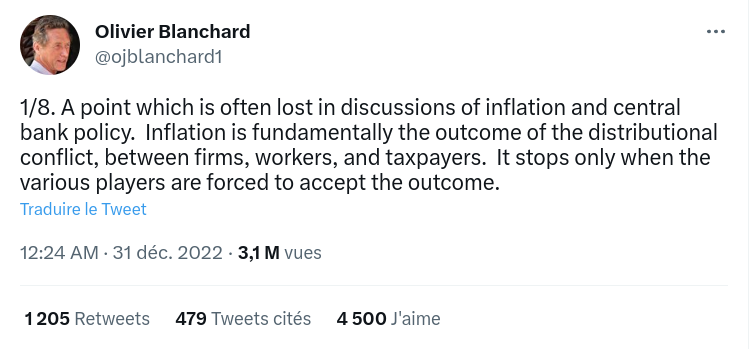 Olivier Blanchard
@ojblanchard1
1/8. A point which is often lost in discussions of inflation and central
bank policy.  Inflation is fundamentally the outcome of the distributional
conflict, between firms, workers, and taxpayers.  It stops only when the
various players are forced to accept the outcome.
Traduire le Tweet
12:24 AM · 31 déc. 2022 · 3,1 M vues
1 205 Retweets 479 Tweets cités 4 500 J'aime